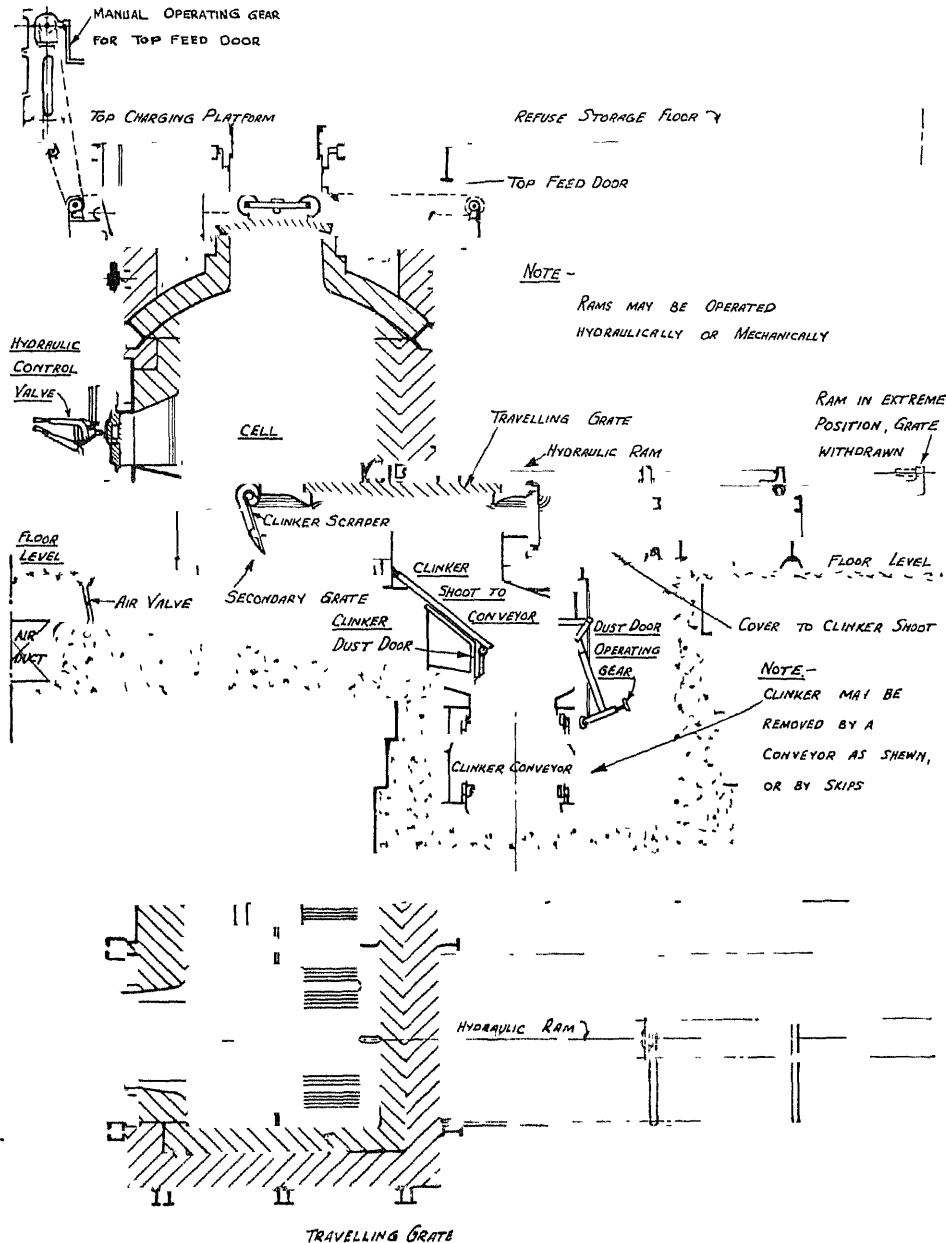 MANUAL OPERATING GEAR
FOR TOP FEED DOOR
TOP CHARGING PLATFORM
REFUSE STORAGE FLOOR
TOP FEED DOOR
NOTE-
RAMS MAY BE OPERATED
HYDRAULICALLY OR MECHANICALLY
HYDRAULIC
CONTROL
VALVE
CELL
TRAVELLING GRATE
HYDRAULIC RAM
RAM IN EXTREME
POSITION, GRATE
WITHDRAWN
CLINKER SCRAPER
FLOOR
LEVEL
AIR VALVE
SECONDARY GRATE
CLINKER
SHOOT TO
CONVEYOR
CLINKER
DUST DOOR
DUST DOOR
OPERATING
GEAR
FLOOR LEVEL
COVER TO CLINKER SHOOT
AIR
DUCT
NOTE-
CLINKER MAY BE
REMOVED BY A
CONVEYOR AS SHEWN,
OR BY SKIPS
CLINKER CONVEYOR
HYDRAULIC RAM
TRAVELLING GRATE